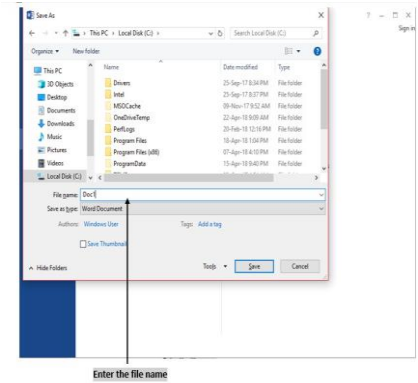 Save As
? – □ X
Sign in
This PC > Local Disk (C:) >
Search Local Disk (C:)
Organize ▾ New folder
Name Date modified Type
This PC
3D Objects
Desktop
Documents
Downloads
Music
Pictures
Videos
Local Disk (C:)
Drivers 25-Sep-17 8:34 PM File folder
Intel 25-Sep-17 8:37 PM File folder
MSOCache 09-Nov-17 9:52 AM File folder
OneDriveTemp 22-Apr-18 9:09 AM File folder
PerfLogs 20-Feb-18 12:16 PM File folder
Program Files 18-Apr-18 1:04 PM File folder
Program Files (x86) 07-Apr-18 4:10 PM File folder
ProgramData 15-Apr-18 9:40 PM File folder
File name: Doc1
Save as type: Word Document
Authors: Windows User Tags: Add a tag
Save Thumbnail
Hide Folders Tools ▾ Save Cancel
Enter the file name